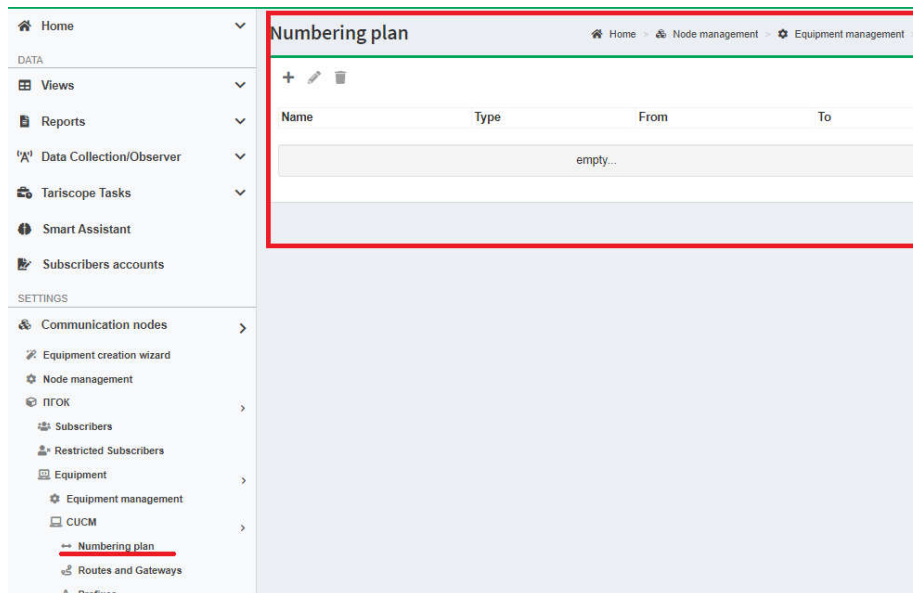 Home
DATA
Views
Reports
Data Collection/Observer
Tariscope Tasks
Smart Assistant
Subscribers accounts
SETTINGS
Communication nodes
Equipment creation wizard
Node management
ПГОК
Subscribers
Restricted Subscribers
Equipment
Equipment management
CUCM
Numbering plan
Routes and Gateways
Prefixes
Numbering plan
Home > Node management > Equipment management >
Name Type From To
empty...